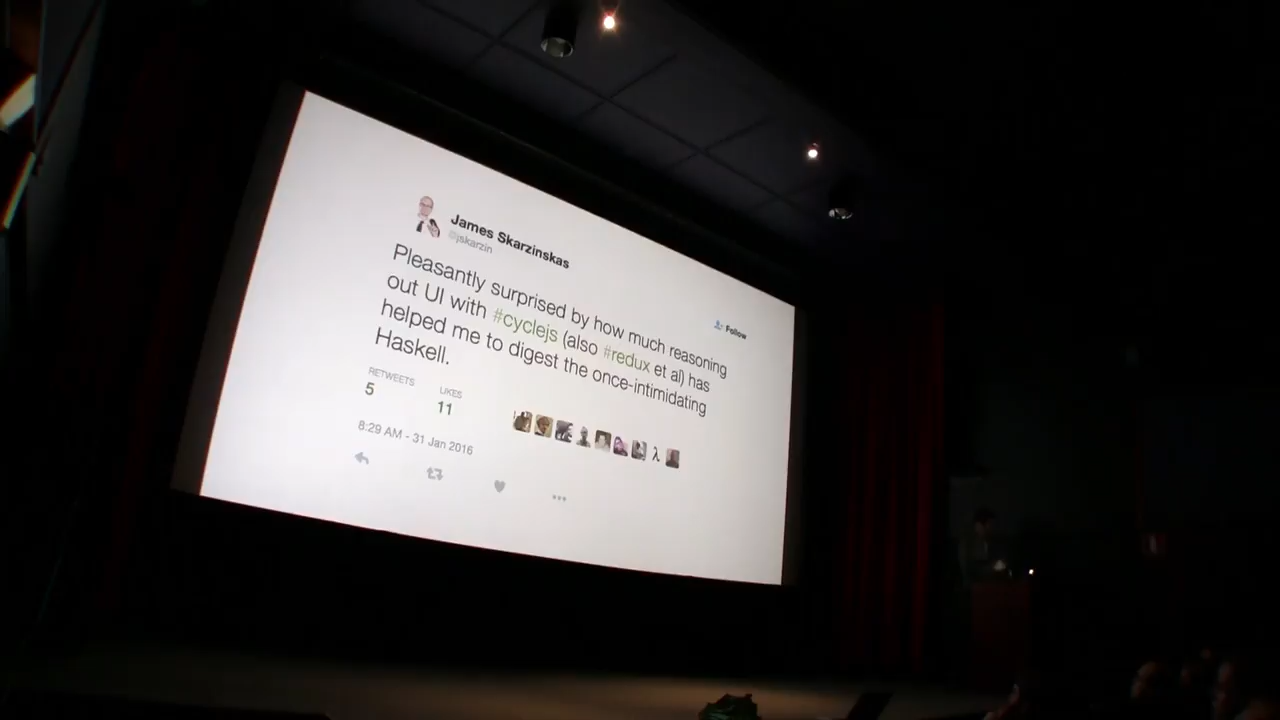 James Skarzinskas
@jskarzin
Follow
Pleasantly surprised by how much reasoning
out UI with #cyclejs (also #redux et al) has
helped me to digest the once-intimidating
Haskell.
RETWEETS LIKES
5 11
λ
8:29 AM - 31 Jan 2016